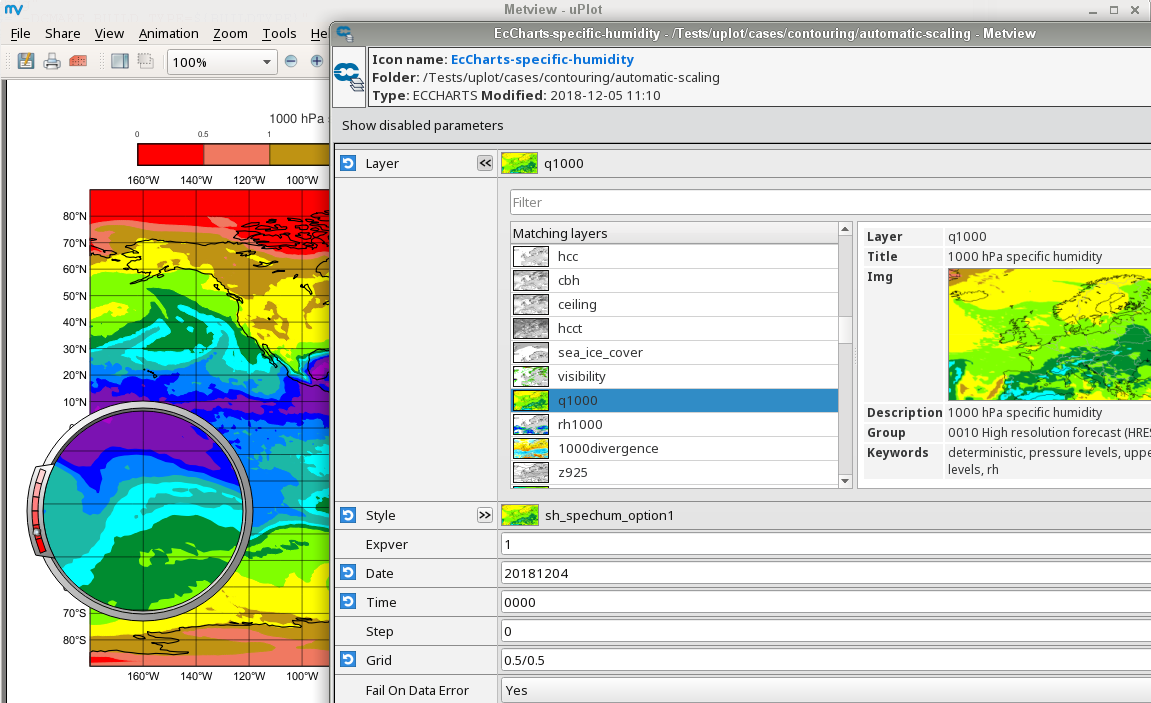 Metview - uPlot
File Share View Animation Zoom Tools He
100%
EcCharts-specific-humidity - /Tests/uplot/cases/contouring/automatic-scaling - Metview
Icon name: EcCharts-specific-humidity
Folder: /Tests/uplot/cases/contouring/automatic-scaling
Type: ECCHARTS Modified: 2018-12-05 11:10
Show disabled parameters
1000 hPa s
0 0.5 1
160°W 140°W 120°W 100°W
80°N
70°N
60°N
50°N
40°N
30°N
20°N
10°N
70°S
80°S
160°W 140°W 120°W 100°W
Layer
q1000
Filter
Matching layers
hcc
cbh
ceiling
hcct
sea_ice_cover
visibility
q1000
rh1000
1000divergence
z925
Layer q1000
Title 1000 hPa specific humidity
Img
Description 1000 hPa specific humidity
Group 0010 High resolution forecast (HRES
Keywords deterministic, pressure levels, uppe
levels, rh
Style sh_spechum_option1
Expver 1
Date 20181204
Time 0000
Step 0
Grid 0.5/0.5
Fail On Data Error Yes